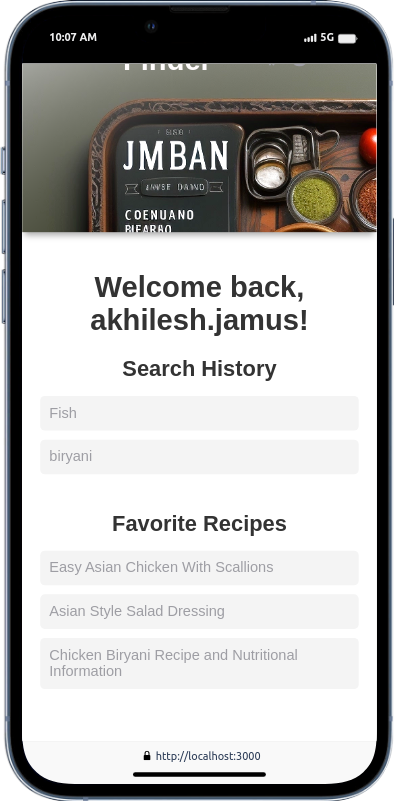 10:07 AM
5G
Finder
JMBAN
COENUANO
Welcome back,
akhilesh.jamus!
Search History
Fish
biryani
Favorite Recipes
Easy Asian Chicken With Scallions
Asian Style Salad Dressing
Chicken Biryani Recipe and Nutritional
Information
http://localhost:3000